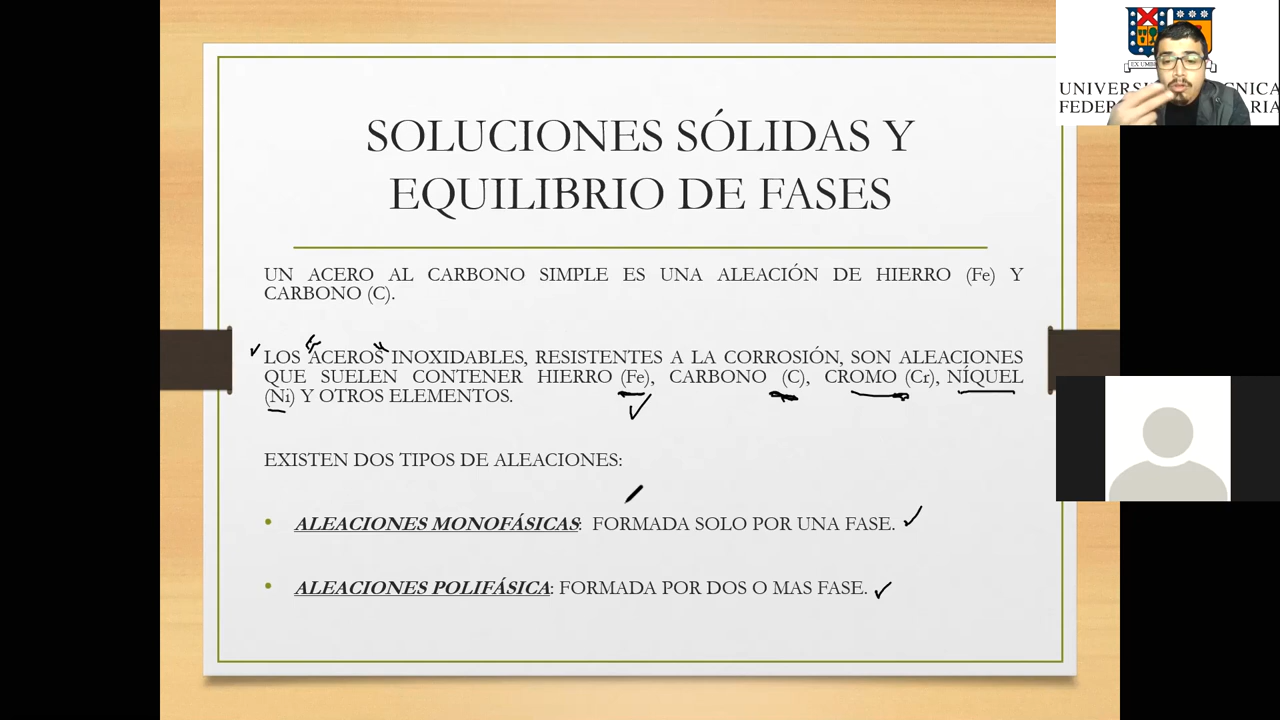 SOLUCIONES SÓLIDAS Y
EQUILIBRIO DE FASES
UN ACERO AL CARBONO SIMPLE ES UNA ALEACIÓN DE HIERRO (Fe) Y
CARBONO (C).
LOS ACEROS INOXIDABLES, RESISTENTES A LA CORROSIÓN, SON ALEACIONES
QUE SUELEN CONTENER HIERRO (Fe), CARBONO (C), CROMO (Cr), NÍQUEL
(Ni) Y OTROS ELEMENTOS.
EXISTEN DOS TIPOS DE ALEACIONES:
• ALEACIONES MONOFÁSICAS: FORMADA SOLO POR UNA FASE.
• ALEACIONES POLIFÁSICA: FORMADA POR DOS O MAS FASE.